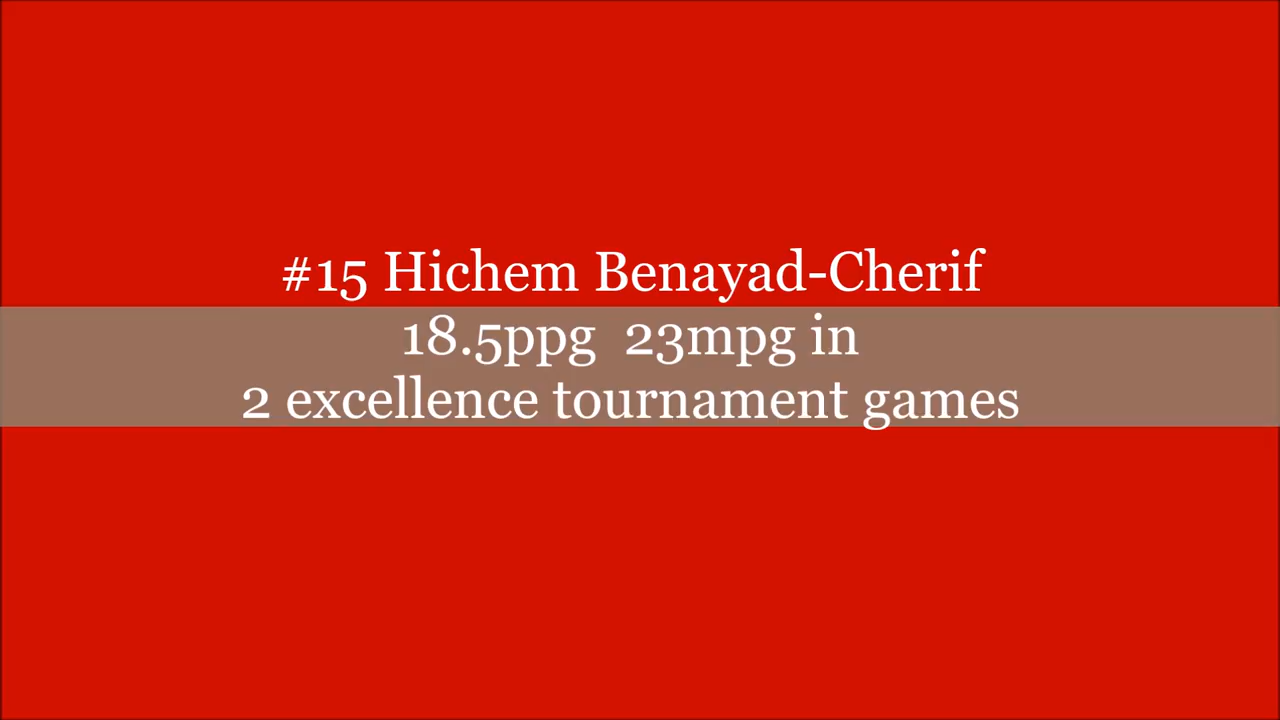 #15 Hichem Benayad-Cherif
18.5ppg 23mpg in
2 excellence tournament games